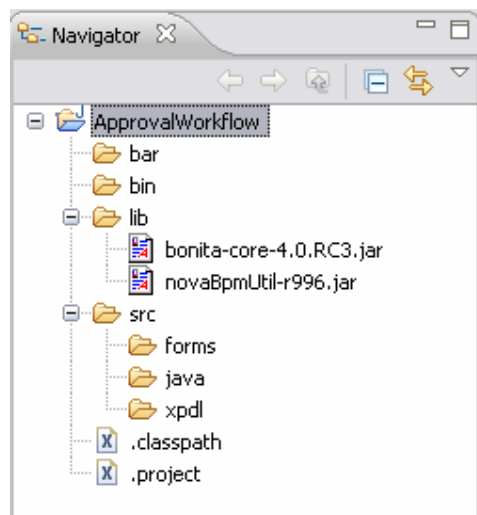 Navigator
ApprovalWorkflow
bar
bin
lib
bonita-core-4.0.RC3.jar
novaBpmUtil-r996.jar
src
forms
java
xpdl
.classpath
.project